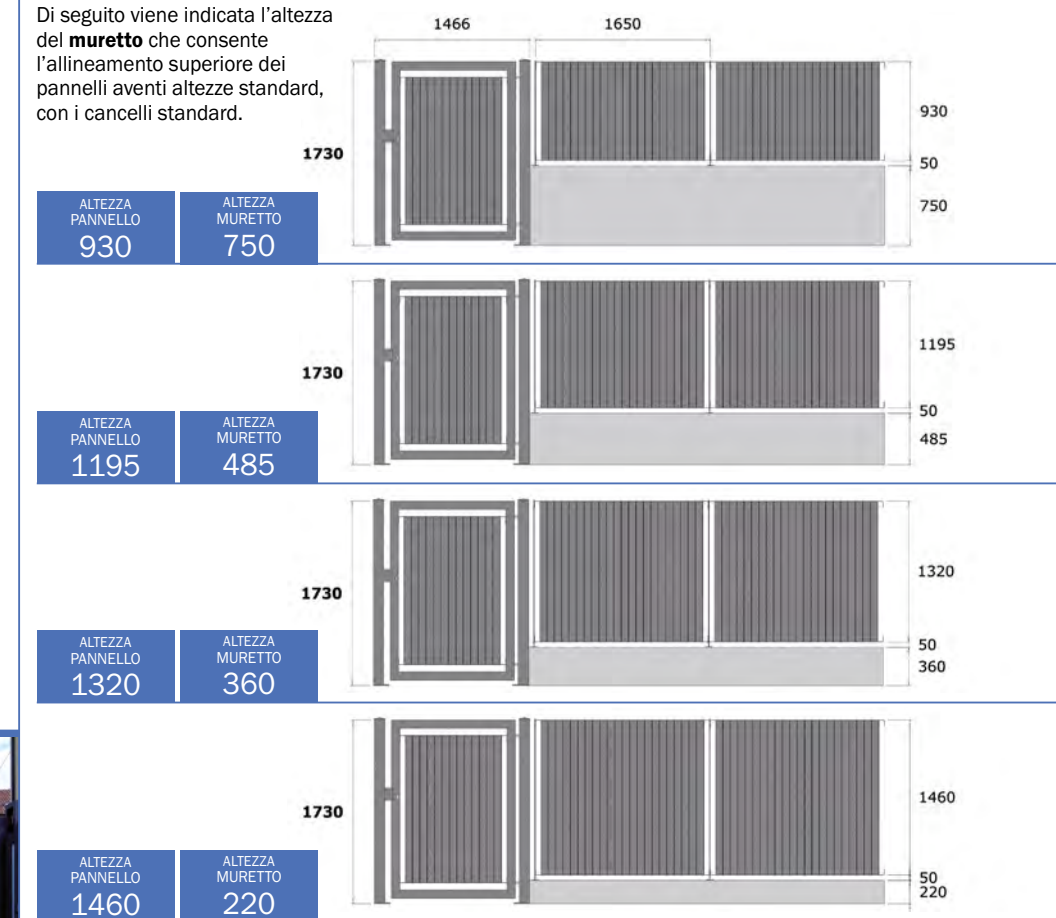 Di seguito viene indicata l'altezza
del muretto che consente
l'allineamento superiore dei
pannelli aventi altezze standard,
con i cancelli standard.
1466
1650
1730
930
50
750
ALTEZZA
PANNELLO
930
ALTEZZA
MURETTO
750
1730
1195
50
485
ALTEZZA
PANNELLO
1195
ALTEZZA
MURETTO
485
1730
1320
50
360
ALTEZZA
PANNELLO
1320
ALTEZZA
MURETTO
360
1730
1460
50
220
ALTEZZA
PANNELLO
1460
ALTEZZA
MURETTO
220